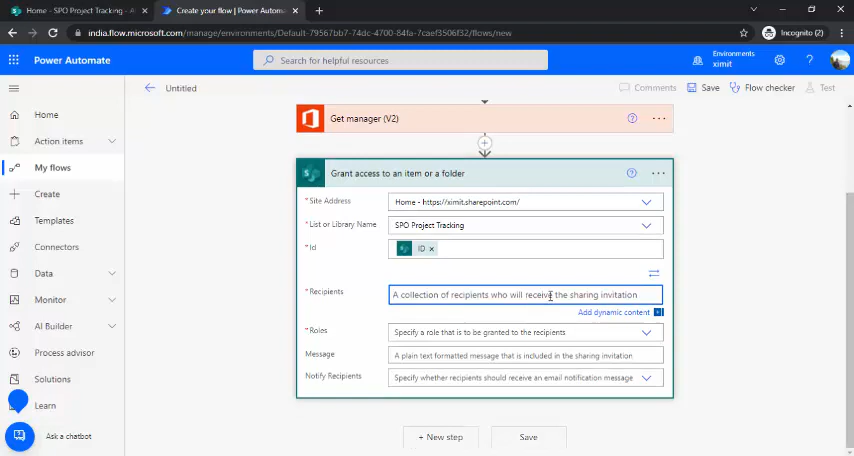 Home - SPO Project Tracking - Al
Create your flow | Power Automate
india.flow.microsoft.com/manage/environments/Default-79567bb7-74dc-4700-84fa-7caef3506f32/flows/new
Incognito (2)
Power Automate
Search for helpful resources
Environments
ximit
Untitled
Comments
Save
Flow checker
Test
Home
Action items
My flows
Create
Templates
Connectors
Data
Monitor
AI Builder
Process advisor
Solutions
Learn
Ask a chatbot
Get manager (V2)
Grant access to an item or a folder
* Site Address
Home - https://ximit.sharepoint.com/
* List or Library Name
SPO Project Tracking
* Id
ID
* Recipients
A collection of recipients who will receive the sharing invitation
Add dynamic content
* Roles
Specify a role that is to be granted to the recipients
Message
A plain text formatted message that is included in the sharing invitation
Notify Recipients
Specify whether recipients should receive an email notification message
+ New step
Save